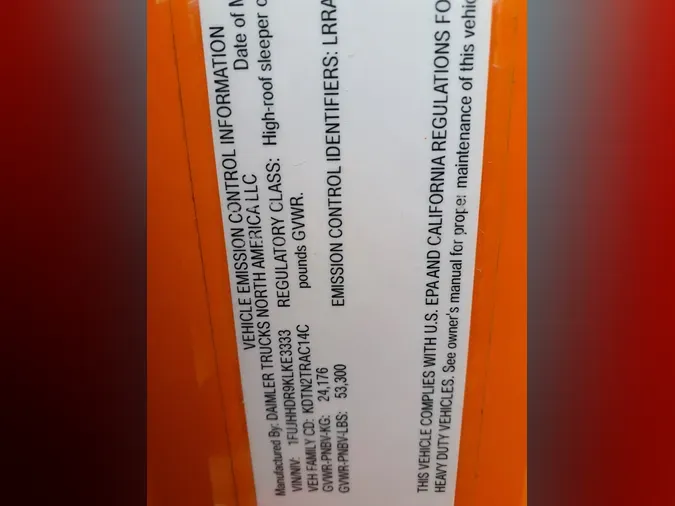 VEHICLE EMISSION CONTROL INFORMATION
Manufactured By: DAIMLER TRUCKS NORTH AMERICA LLC Date of
VIN/NIV: 1FUJHHDR9KLKE3333 REGULATORY CLASS: High-roof sleeper
VEH FAMILY CD: KDTN2TRAC14C pounds GVWR.
GVWR-PNBV-KG: 24,176
GVWR-PNBV-LBS: 53,300 EMISSION CONTROL IDENTIFIERS: LRRA
THIS VEHICLE COMPLIES WITH U.S. EPA AND CALIFORNIA REGULATIONS FO
HEAVY DUTY VEHICLES. See owner's manual for proper maintenance of this vehic